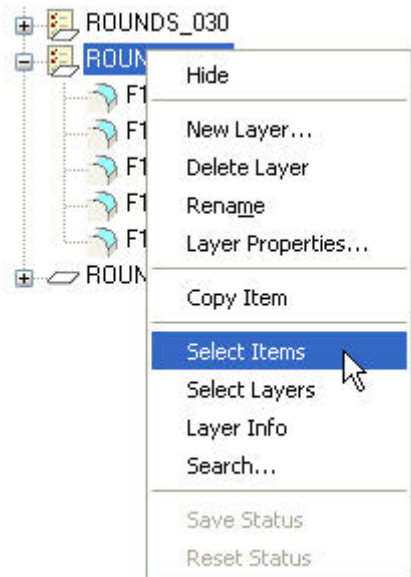 ROUNDS_030
ROUN
F1
F1
F1
F1
F1
ROUN
Hide
New Layer...
Delete Layer
Rename
Layer Properties...
Copy Item
Select Items
Select Layers
Layer Info
Search...
Save Status
Reset Status